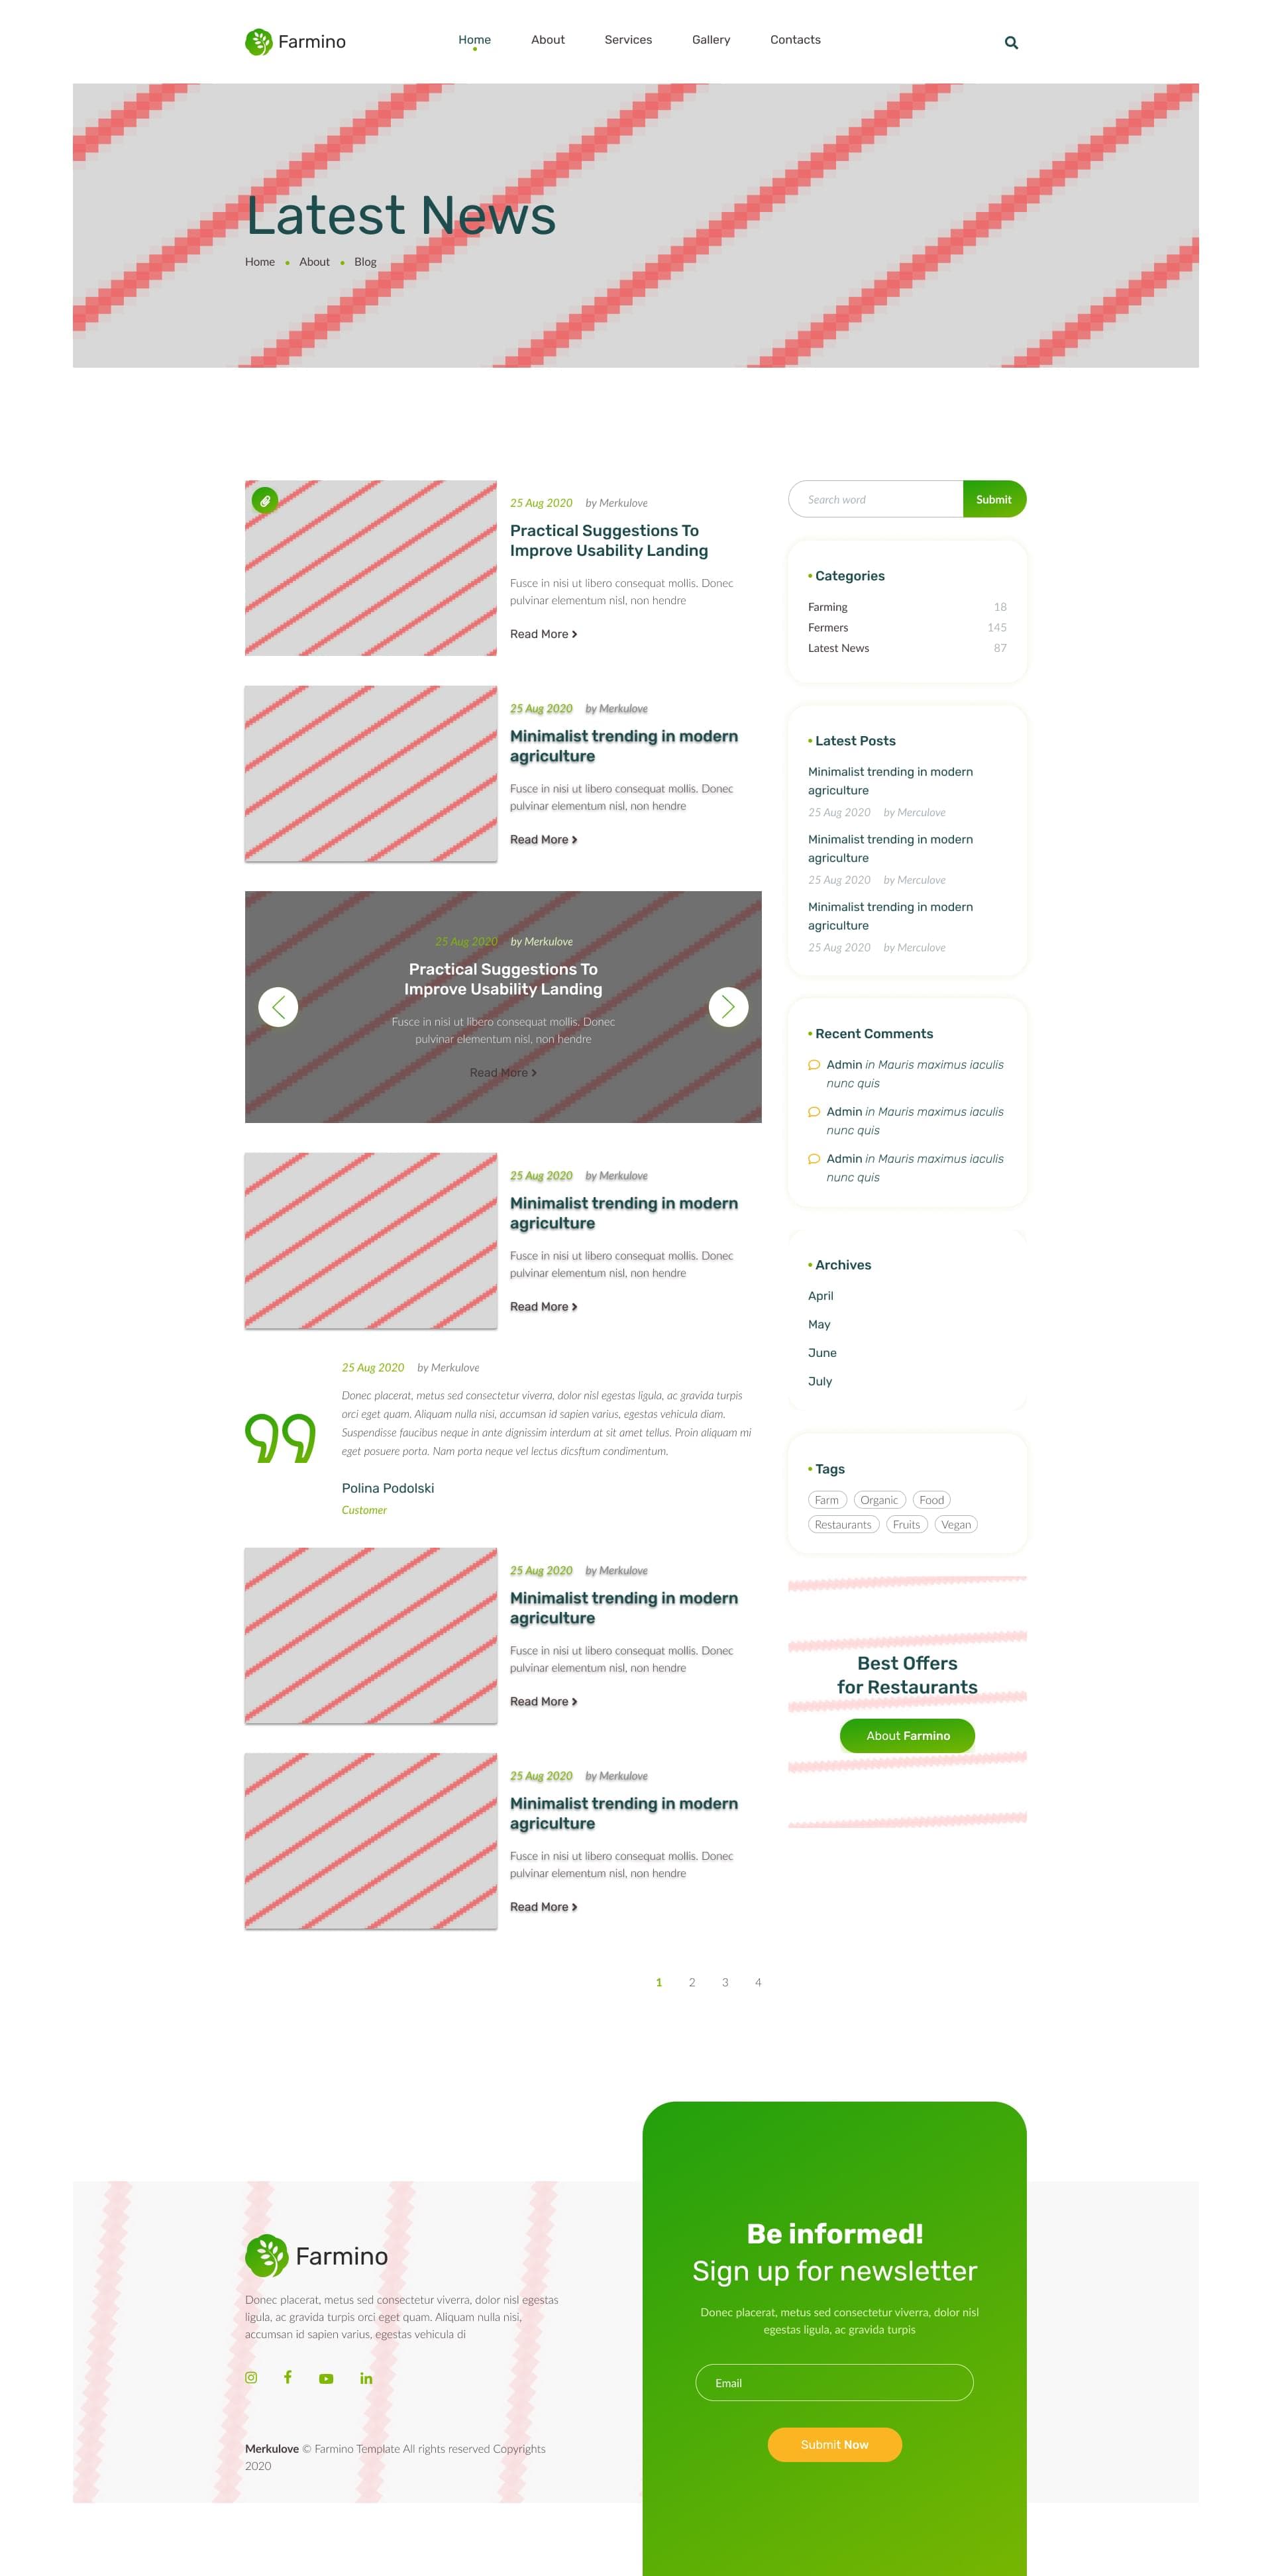 Farmino
Home About Services Gallery Contacts
Latest News
Home • About • Blog
25 Aug 2020 by Merkulove
Practical Suggestions To
Improve Usability Landing
Fusce in nisi ut libero consequat mollis. Donec
pulvinar elementum nisl, non hendre
Read More
25 Aug 2020 by Merkulove
Minimalist trending in modern
agriculture
Fusce in nisi ut libero consequat mollis. Donec
pulvinar elementum nisl, non hendre
Read More
25 Aug 2020 by Merkulove
Practical Suggestions To
Improve Usability Landing
Fusce in nisi ut libero consequat mollis. Donec
pulvinar elementum nisl, non hendre
Read More
25 Aug 2020 by Merkulove
Minimalist trending in modern
agriculture
Fusce in nisi ut libero consequat mollis. Donec
pulvinar elementum nisl, non hendre
Read More
25 Aug 2020 by Merkulove
Donec placerat, metus sed consectetur viverra, dolor nisl egestas ligula, ac gravida turpis
orci eget quam. Aliquam nulla nisi, accumsan id sapien varius, egestas vehicula diam.
Suspendisse faucibus neque in ante dignissim interdum at sit amet tellus. Proin aliquam mi
eget posuere porta. Nam porta neque vel lectus dicsftum condimentum.
Polina Podolski
Customer
25 Aug 2020 by Merkulove
Minimalist trending in modern
agriculture
Fusce in nisi ut libero consequat mollis. Donec
pulvinar elementum nisl, non hendre
Read More
25 Aug 2020 by Merkulove
Minimalist trending in modern
agriculture
Fusce in nisi ut libero consequat mollis. Donec
pulvinar elementum nisl, non hendre
Read More
1 2 3 4
Search word Submit
Categories
Farming 18
Fermers 145
Latest News 87
Latest Posts
Minimalist trending in modern
agriculture
25 Aug 2020 by Merculove
Minimalist trending in modern
agriculture
25 Aug 2020 by Merculove
Minimalist trending in modern
agriculture
25 Aug 2020 by Merculove
Recent Comments
Admin in Mauris maximus iaculis
nunc quis
Admin in Mauris maximus iaculis
nunc quis
Admin in Mauris maximus iaculis
nunc quis
Archives
April
May
June
July
Tags
Farm Organic Food
Restaurants Fruits Vegan
Best Offers
for Restaurants
About Farmino
Farmino
Donec placerat, metus sed consectetur viverra, dolor nisl egestas
ligula, ac gravida turpis orci eget quam. Aliquam nulla nisi,
accumsan id sapien varius, egestas vehicula di
Merkulove © Farmino Template All rights reserved Copyrights
2020
Be informed!
Sign up for newsletter
Donec placerat, metus sed consectetur viverra, dolor nisl
egestas ligula, ac gravida turpis
Email
Submit Now